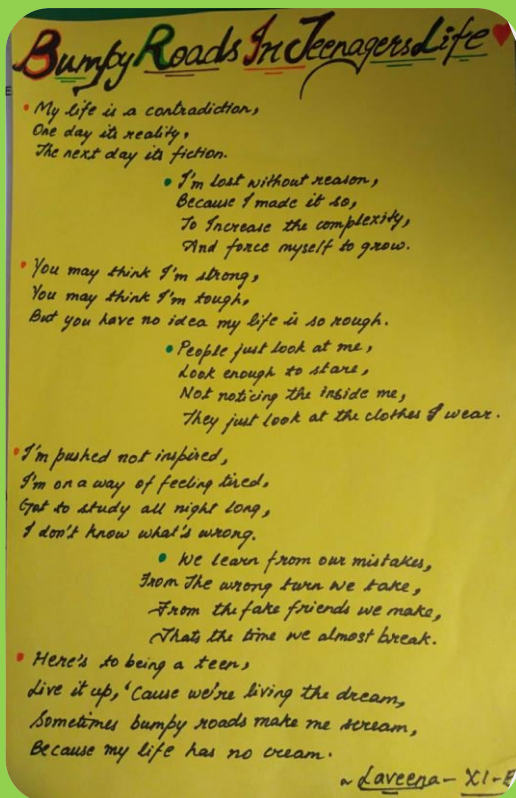 Bumpy Roads In Teenagers Life
My life is a contradiction,
One day its reality,
The next day its fiction.
I'm lost without reason,
Because I made it so,
To Increase the complexity,
And force myself to grow.
You may think I'm strong,
You may think I'm tough,
But you have no idea my life is so rough.
People just look at me,
Look enough to stare,
Not noticing the inside me,
They just look at the clothes I wear.
I'm pushed not inspired,
I'm on a way of feeling tired,
Got to study all night long,
I don't know what's wrong.
We learn from our mistakes,
From The wrong turn we take,
From the fake friends we make,
Thats the time we almost break.
Here's to being a teen,
Live it up, 'Cause we're living the dream,
Sometimes bumpy roads make me scream,
Because my life has no cream.
~ Laveena - XI-E